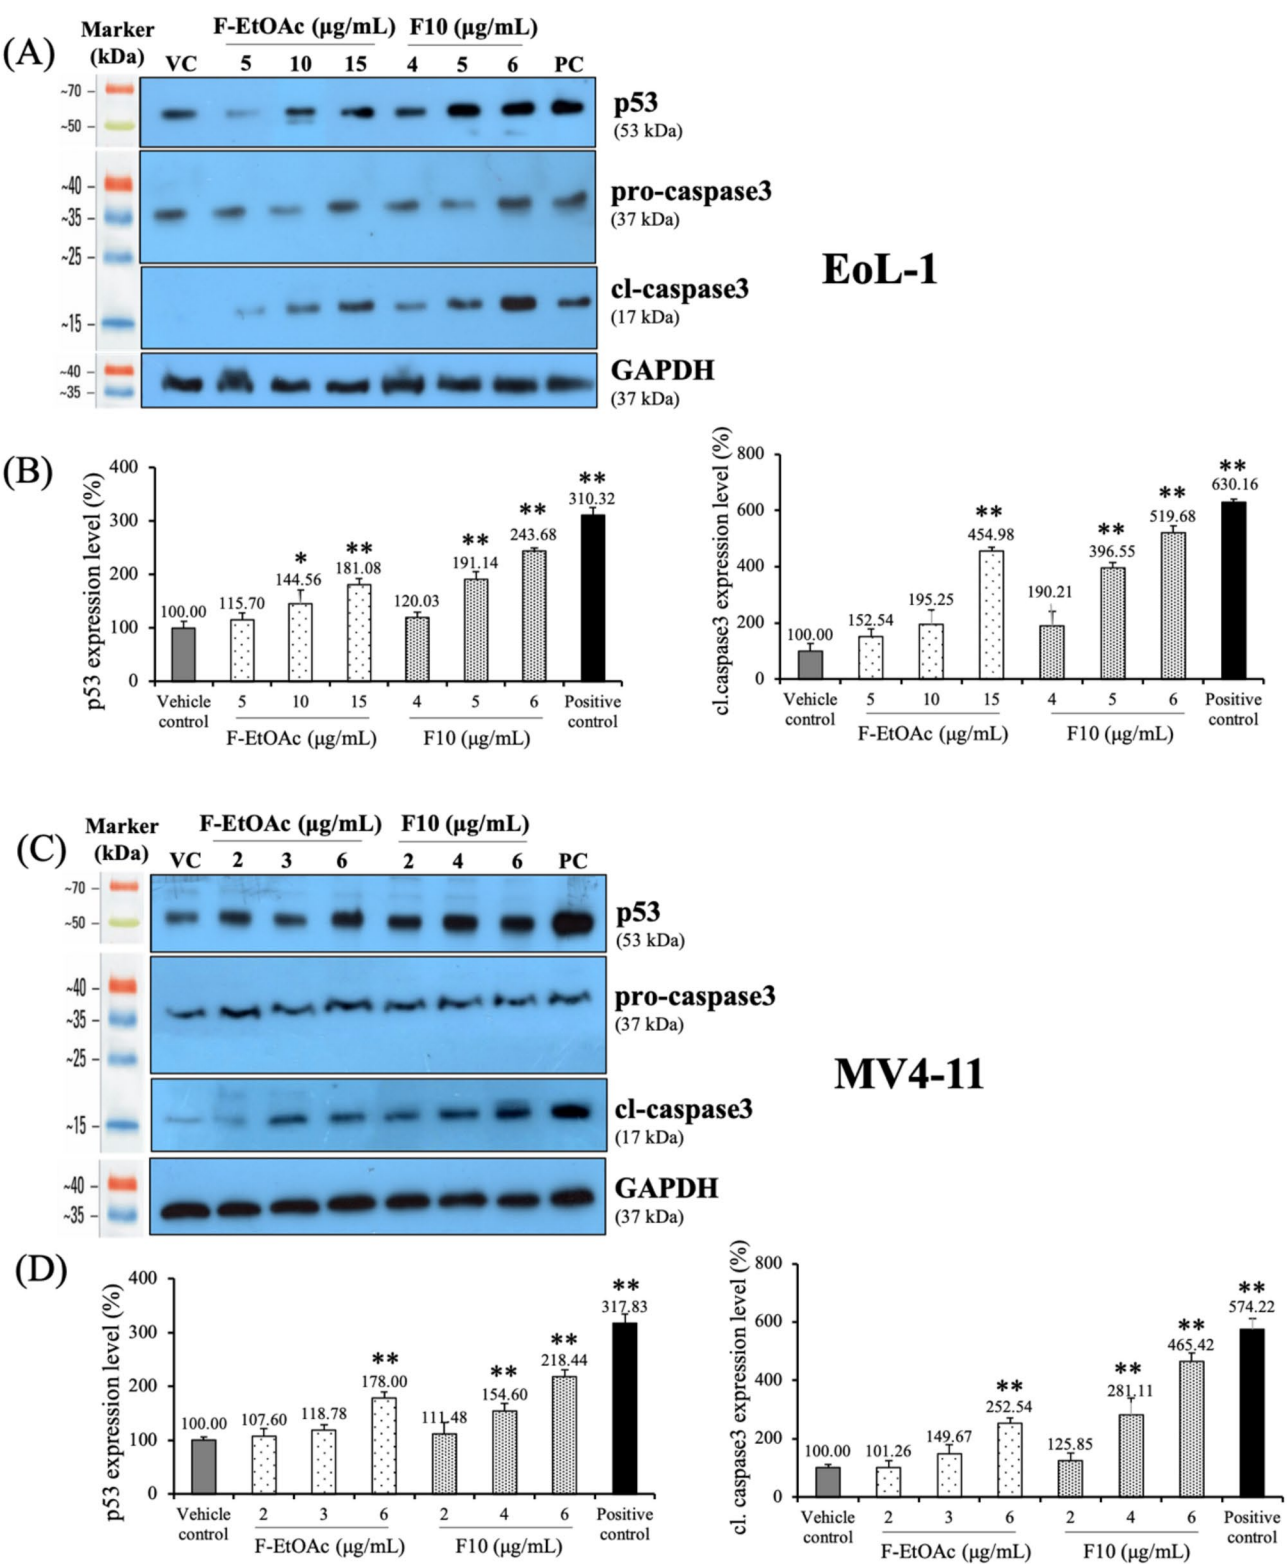 (A)
Marker
(kDa)
F-EtOAc (µg/mL) F10 (µg/mL)
VC 5 10 15 4 5 6 PC
~70
~50
p53
(53 kDa)
~40
~35
~25
pro-caspase3
(37 kDa)
~15
cl-caspase3
(17 kDa)
~40
~35
GAPDH
(37 kDa)
EoL-1
(B)
p53 expression level (%)
400
300
200
100
0
100.00
115.70
*
144.56
**
181.08
120.03
**
191.14
**
243.68
**
310.32
Vehicle control
5 10 15
F-EtOAc (µg/mL)
4 5 6
F10 (µg/mL)
Positive control
cl.caspase3 expression level (%)
800
600
400
200
0
100.00
152.54
195.25
**
454.98
190.21
**
396.55
**
519.68
**
630.16
Vehicle control
5 10 15
F-EtOAc (µg/mL)
4 5 6
F10 (µg/mL)
Positive control
(C)
Marker
(kDa)
F-EtOAc (µg/mL) F10 (µg/mL)
VC 2 3 6 2 4 6 PC
~70
~50
p53
(53 kDa)
~40
~35
~25
pro-caspase3
(37 kDa)
~15
cl-caspase3
(17 kDa)
~40
~35
GAPDH
(37 kDa)
MV4-11
(D)
p53 expression level (%)
400
300
200
100
0
100.00
107.60
118.78
**
178.00
111.48
**
154.60
**
218.44
**
317.83
Vehicle control
2 3 6
F-EtOAc (µg/mL)
2 4 6
F10 (µg/mL)
Positive control
cl. caspase3 expression level (%)
800
600
400
200
0
100.00
101.26
149.67
**
252.54
125.85
**
281.11
**
465.42
**
574.22
Vehicle control
2 3 6
F-EtOAc (µg/mL)
2 4 6
F10 (µg/mL)
Positive control